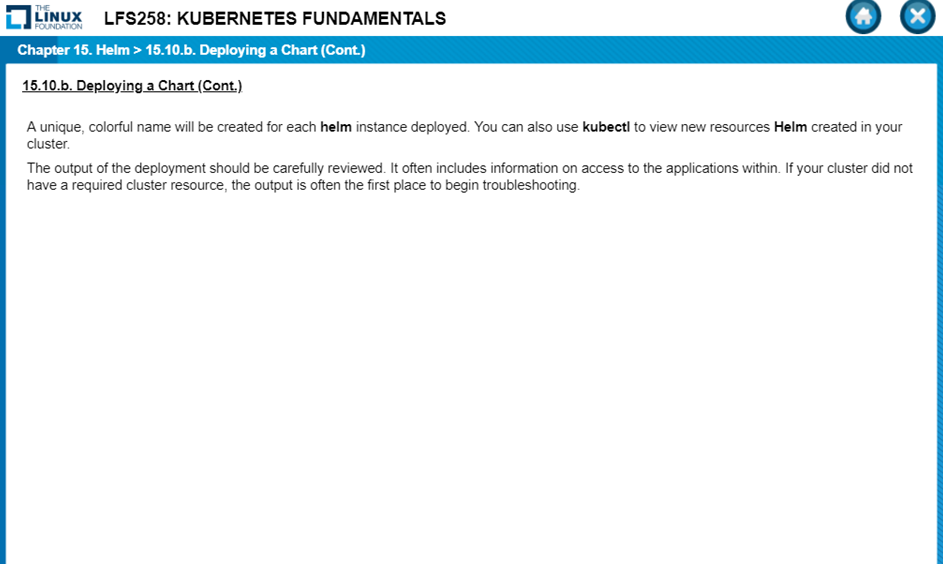 THE
LINUX
FOUNDATION
LFS258: KUBERNETES FUNDAMENTALS
Chapter 15. Helm > 15.10.b. Deploying a Chart (Cont.)
15.10.b. Deploying a Chart (Cont.)
A unique, colorful name will be created for each helm instance deployed. You can also use kubectl to view new resources Helm created in your
cluster.
The output of the deployment should be carefully reviewed. It often includes information on access to the applications within. If your cluster did not
have a required cluster resource, the output is often the first place to begin troubleshooting.